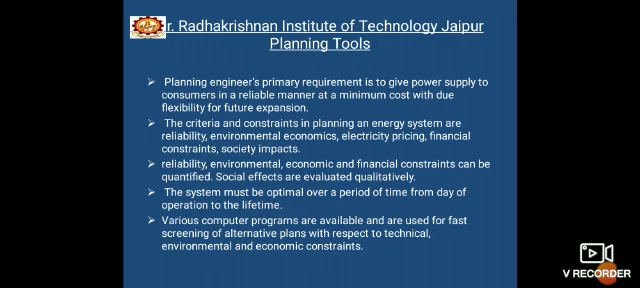 r. Radhakrishnan Institute of Technology Jaipur
Planning Tools
➢ Planning engineer's primary requirement is to give power supply to
consumers in a reliable manner at a minimum cost with due
flexibility for future expansion.
➢ The criteria and constraints in planning an energy system are
reliability, environmental economics, electricity pricing, financial
constraints, society impacts.
➢ reliability, environmental, economic and financial constraints can be
quantified. Social effects are evaluated qualitatively.
➢ The system must be optimal over a period of time from day of
operation to the lifetime.
➢ Various computer programs are available and are used for fast
screening of alternative plans with respect to technical,
environmental and economic constraints.
V RECORDER